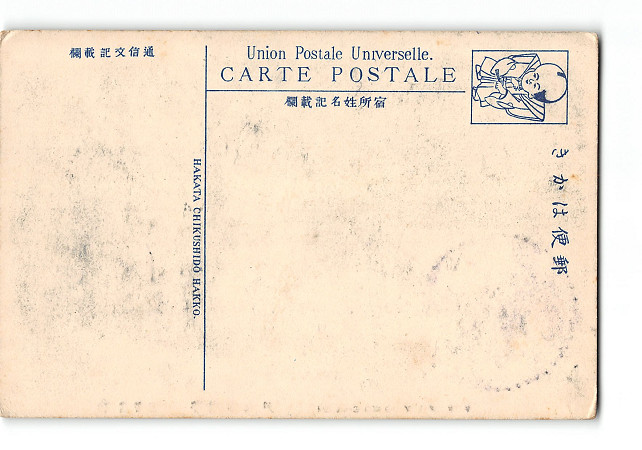 通信文記載欄
Union Postale Universelle.
CARTE POSTALE
宿所姓名記載欄
郵便はかき
HAKATA CHIKUSHIDŌ HAKKO.